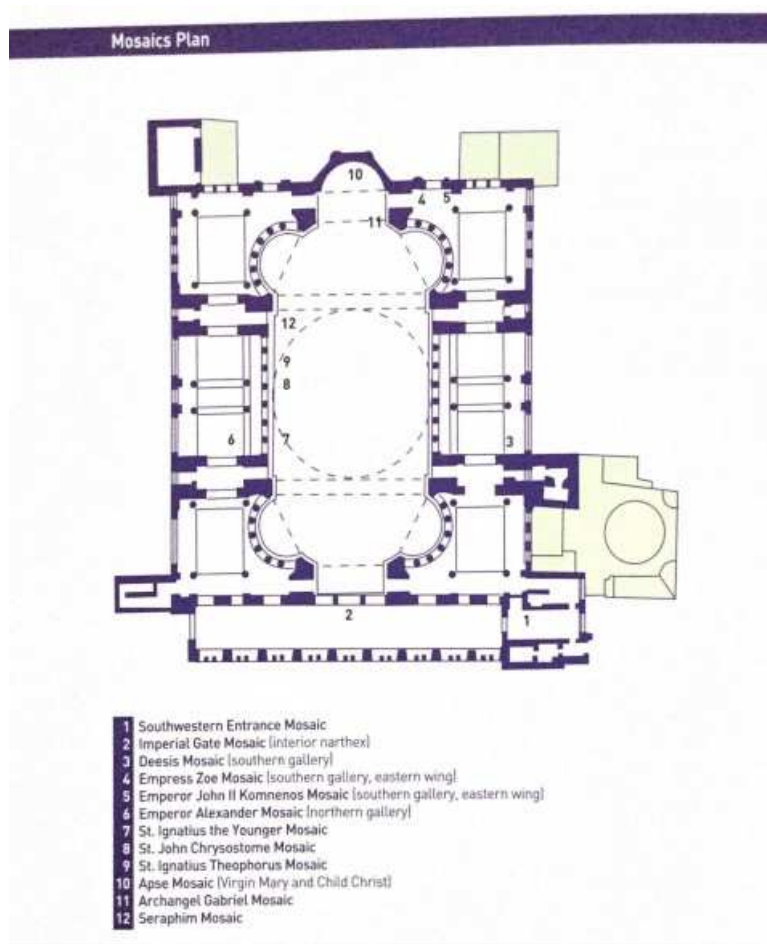 Mosaics Plan
10
4 5
11
12
9
8
6 7 3
2
1
1 Southwestern Entrance Mosaic
2 Imperial Gate Mosaic (interior narthex)
3 Deesis Mosaic (southern gallery)
4 Empress Zoe Mosaic (southern gallery, eastern wing)
5 Emperor John II Komnenos Mosaic (southern gallery, eastern wing)
6 Emperor Alexander Mosaic (northern gallery)
7 St. Ignatius the Younger Mosaic
8 St. John Chrysostome Mosaic
9 St. Ignatius Theophorus Mosaic
10 Apse Mosaic (Virgin Mary and Child Christ)
11 Archangel Gabriel Mosaic
12 Seraphim Mosaic